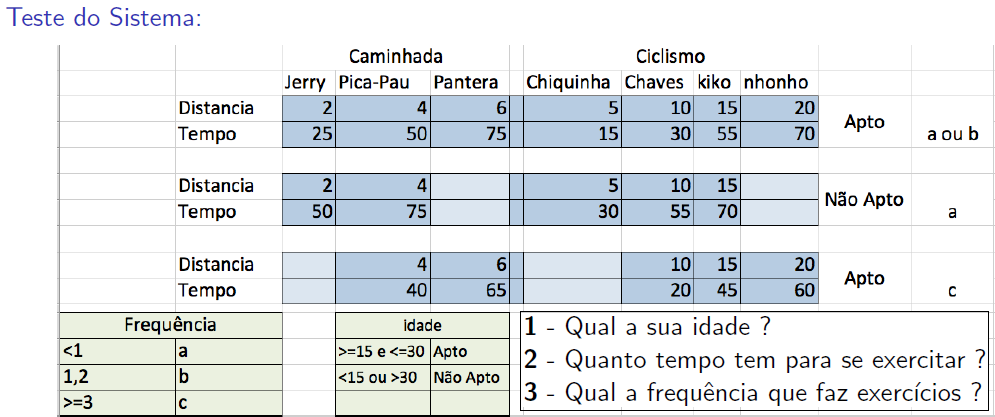 Teste do Sistema:
Caminhada Ciclismo
Jerry Pica-Pau Pantera Chiquinha Chaves kiko nhonho
Distancia 2 4 6 5 10 15 20
Tempo 25 50 75 15 30 55 70
Apto a ou b
Distancia 2 4 5 10 15
Tempo 50 75 30 55 70
Não Apto a
Distancia 4 6 10 15 20
Tempo 40 65 20 45 60
Apto c
Frequência
<1 a
1,2 b
>=3 c
idade
>=15 e <=30 Apto
<15 ou >30 Não Apto
1 - Qual a sua idade ?
2 - Quanto tempo tem para se exercitar ?
3 - Qual a frequência que faz exercícios ?